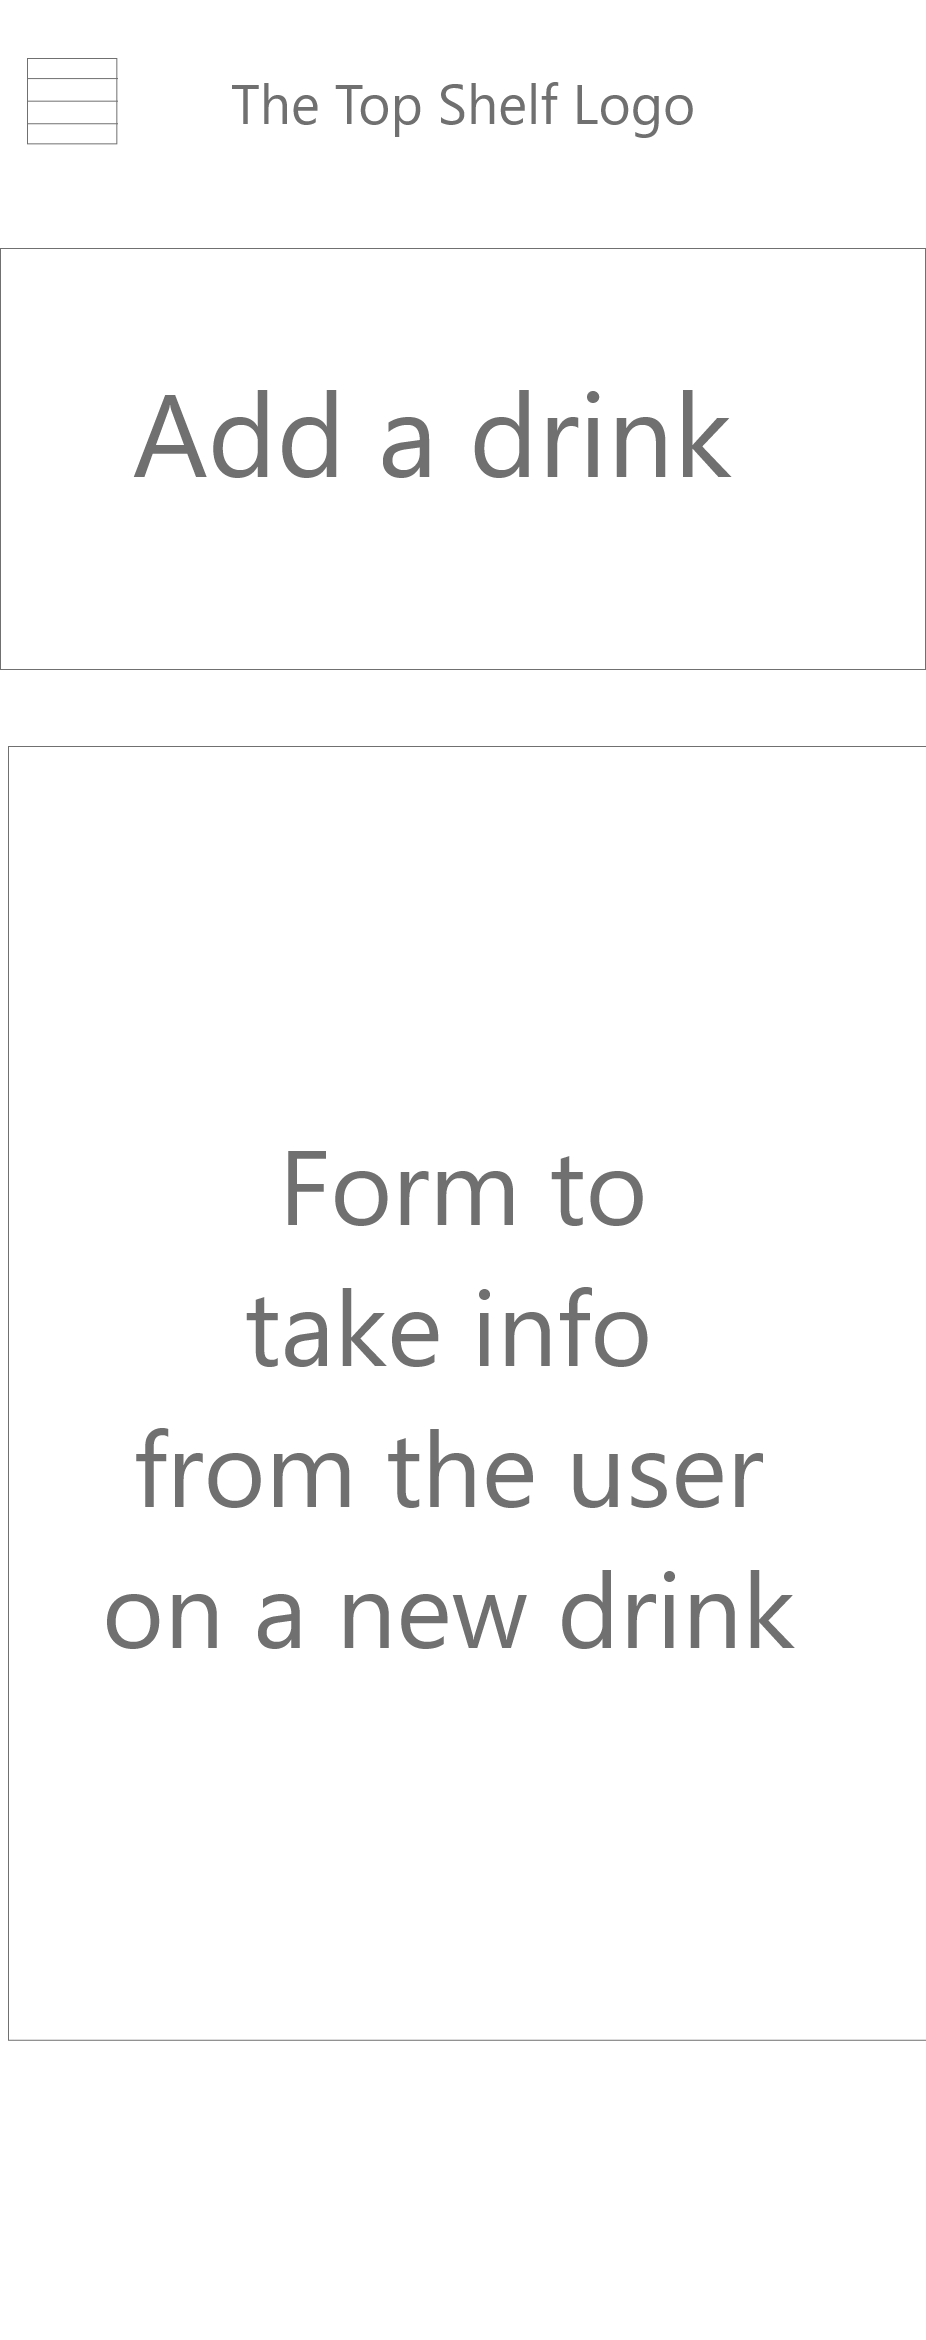 The Top Shelf Logo
Add a drink
Form to
take info
from the user
on a new drink